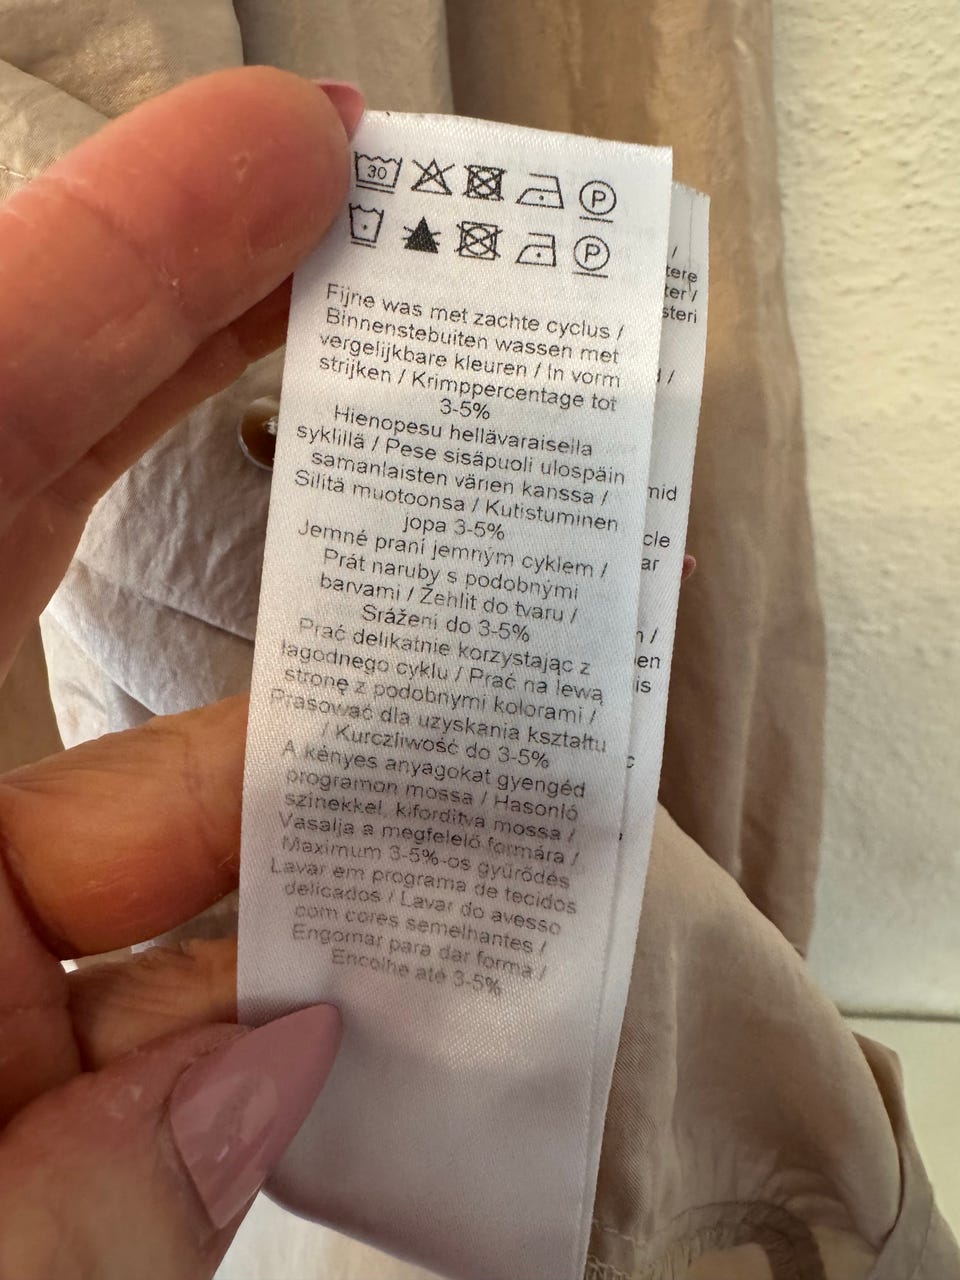 30 P
P
Fijne was met zachte cyclus /
Binnenstebuiten wassen met
vergelijkbare kleuren / In vorm
strijken / Krimppercentage tot
3-5%
Hienopesu hellävaraisella
syklillä / Pese sisäpuoli ulospäin
samanlaisten värien kanssa /
Silitä muotoonsa / Kutistuminen
jopa 3-5%
Jemné praní jemným cyklem /
Prát naruby s podobnými
barvami / Žehlit do tvaru /
Srážení do 3-5%
Prać delikatnie korzystając z
łagodnego cyklu / Prać na lewą
stronę z podobnymi kolorami /
Prasować dla uzyskania kształtu
/ Kurczliwość do 3-5%
A kényes anyagokat gyengéd
programon mossa / Hasonló
színekkel, kifordítva mossa /
Vasalja a megfelelő formára /
Maximum 3-5%-os gyűrődés
Lavar em programa de tecidos
delicados / Lavar do avesso
com cores semelhantes /
Engomar para dar forma /
Encolhe até 3-5%